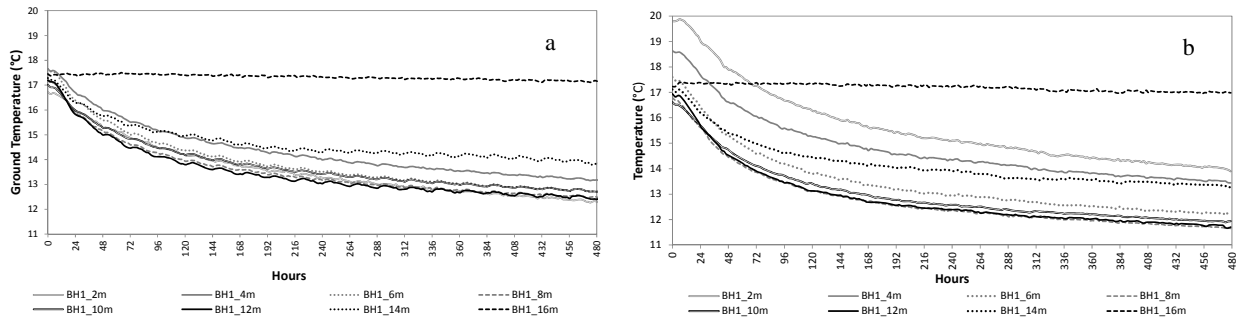 a
Ground Temperature (°C)
20
19
18
17
16
15
14
13
12
11
0 24 48 72 96 120 144 168 192 216 240 264 288 312 336 360 384 408 432 456 480
Hours
BH1_2m BH1_4m BH1_6m BH1_8m
BH1_10m BH1_12m BH1_14m BH1_16m
b
Temperature (°C)
20
19
18
17
16
15
14
13
12
11
0 24 48 72 96 120 144 168 192 216 240 264 288 312 336 360 384 408 432 456 480
Hours
BH1_2m BH1_4m BH1_6m BH1_8m
BH1_10m BH1_12m BH1_14m BH1_16m